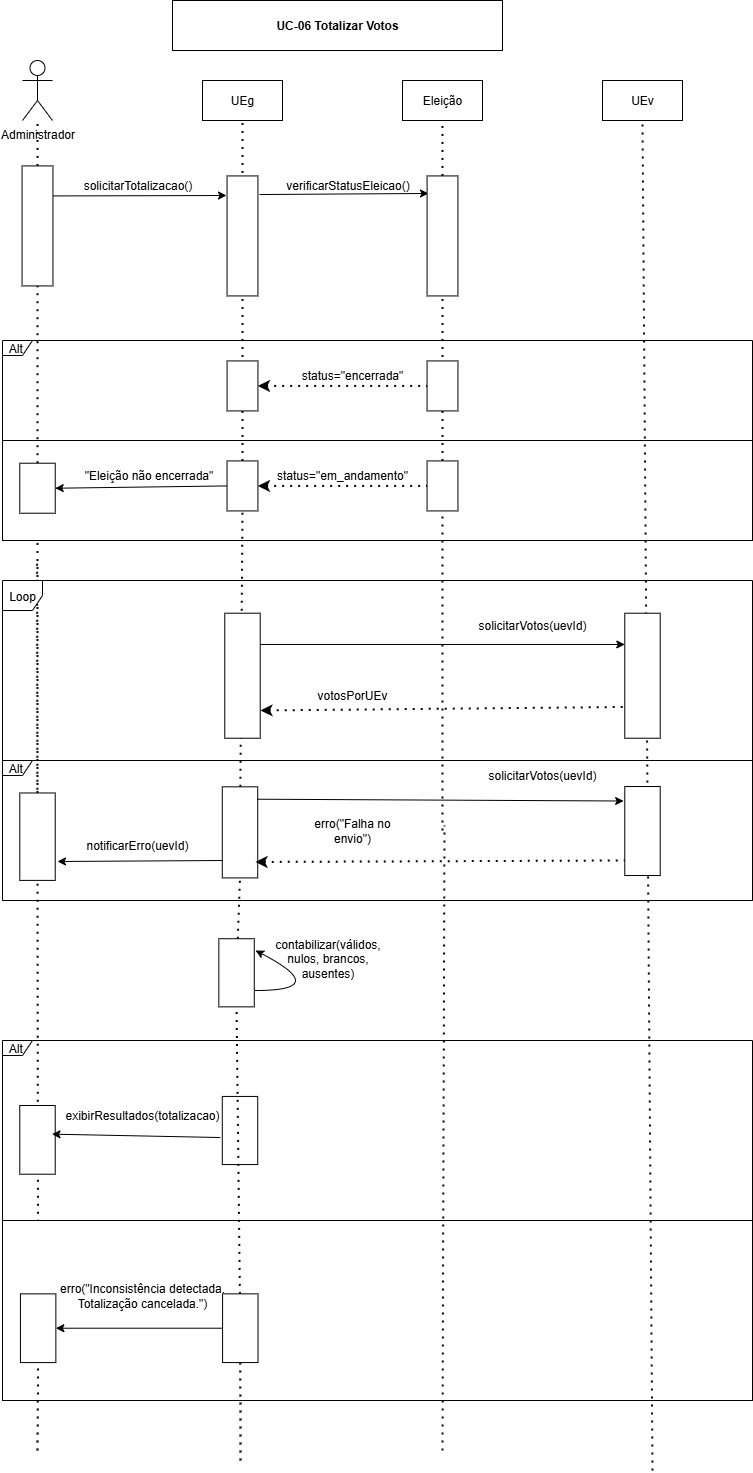 UC-06 Totalizar Votos
Administrador
UEg
Eleição
UEv
solicitarTotalizacao()
verificarStatusEleicao()
Alt
status="encerrada"
"Eleição não encerrada"
status="em_andamento"
Loop
solicitarVotos(uevId)
votosPorUEv
Alt
solicitarVotos(uevId)
erro("Falha no
envio")
notificarErro(uevId)
contabilizar(válidos,
nulos, brancos,
ausentes)
Alt
exibirResultados(totalizacao)
erro("Inconsistência detectada.
Totalização cancelada.")